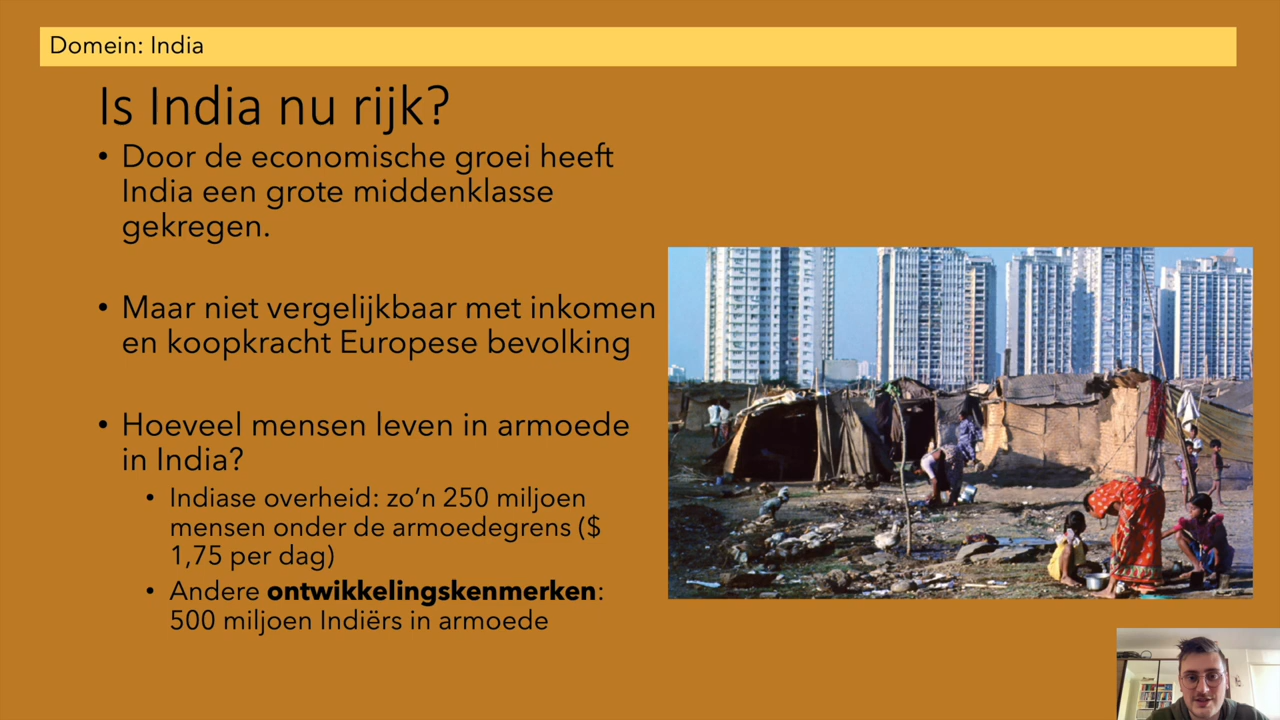 Domein: India
Is India nu rijk?
• Door de economische groei heeft
India een grote middenklasse
gekregen.
• Maar niet vergelijkbaar met inkomen
en koopkracht Europese bevolking
• Hoeveel mensen leven in armoede
in India?
• Indiase overheid: zo’n 250 miljoen
mensen onder de armoedegrens ($
1,75 per dag)
• Andere ontwikkelingskenmerken:
500 miljoen Indiërs in armoede